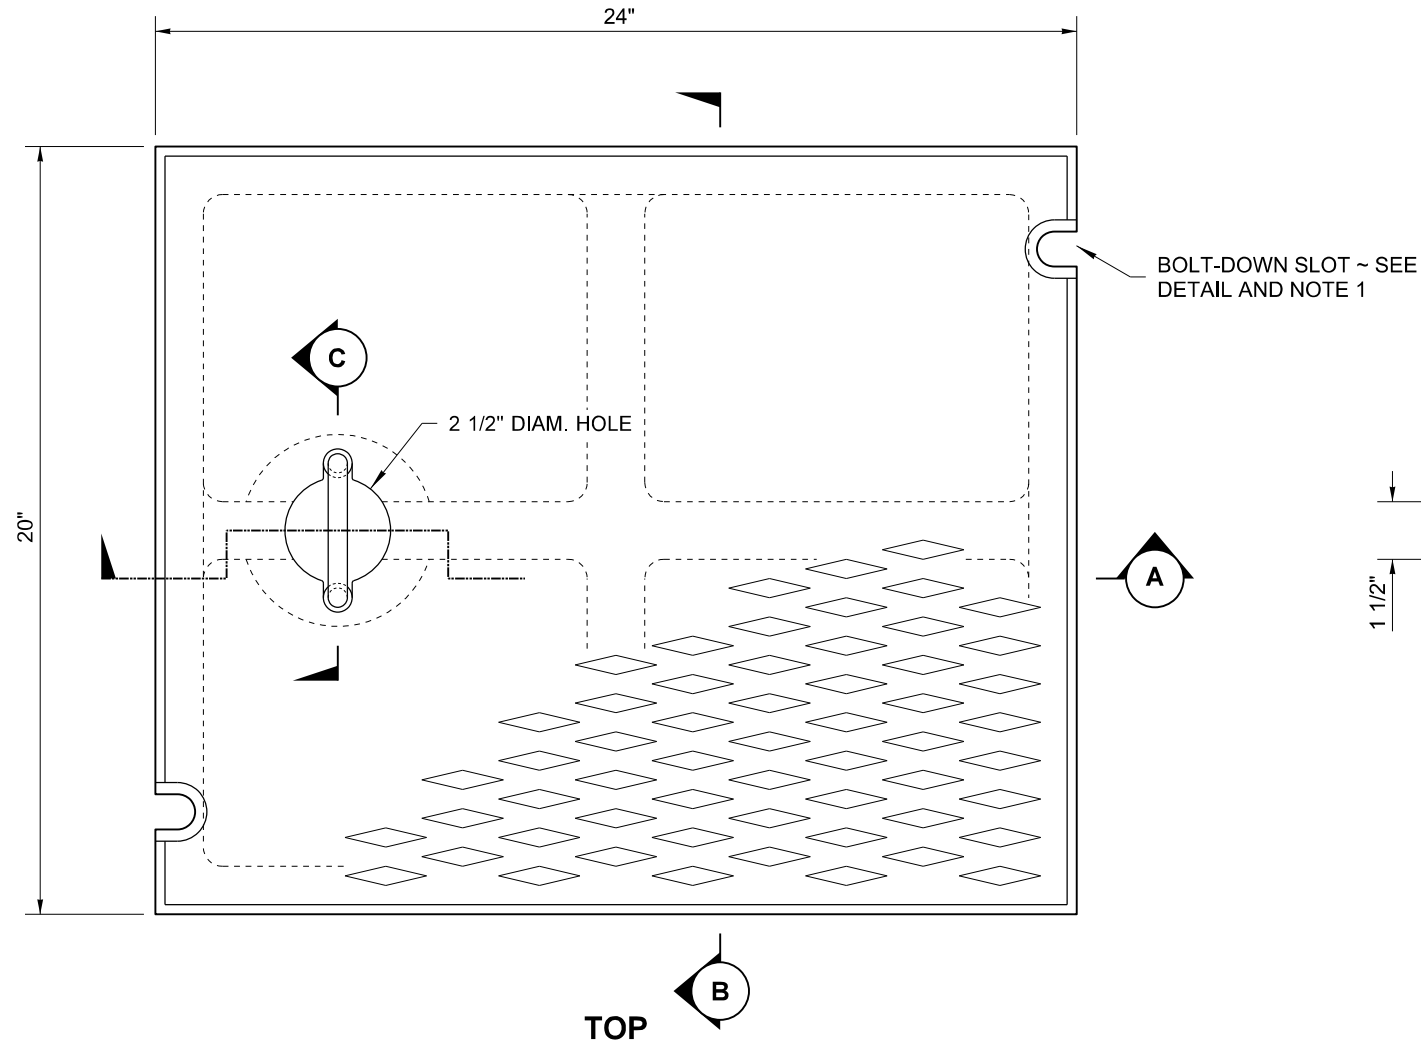 24"
BOLT-DOWN SLOT ~ SEE
DETAIL AND NOTE 1
C
2 1/2" DIAM. HOLE
20"
A
1 1/2"
B
TOP